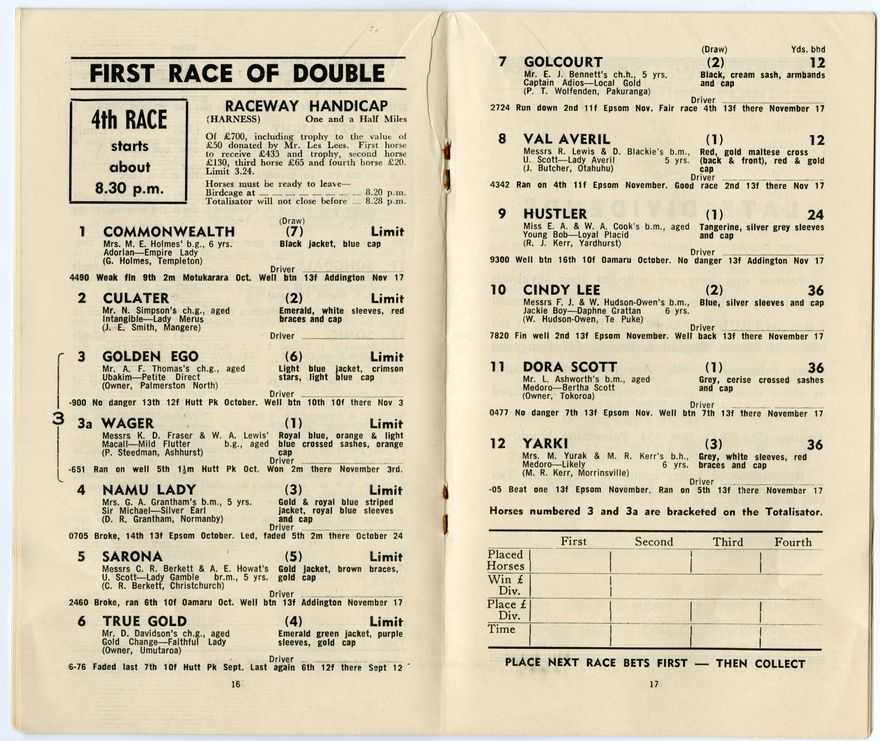 FIRST RACE OF DOUBLE
4th RACE
starts
about
8.30 p.m.
RACEWAY HANDICAP
(HARNESS) One and a Half Miles
Of £700, including trophy to the value of
£50 donated by Mr. Les Lees. First horse
to receive £435 and trophy, second horse
£130, third horse £65 and fourth horse £20.
Limit 3.24.
Horses must be ready to leave—
Birdcage at — — — — — — — 8.20 p.m.
Totalisator will not close before — 8.28 p.m.
(Draw)
1 COMMONWEALTH (7) Limit
Mrs. M. E. Holmes' b.g., 6 yrs. Black jacket, blue cap
Adorian—Empire Lady
(G. Holmes, Templeton)
Driver
4490 Weak fin 9th 2m Motukarara Oct. Well btn 13f Addington Nov 17
2 CULATER (2) Limit
Mr. N. Simpson's ch.g., aged Emerald, white sleeves, red
Intangible—Lady Merus braces and cap
(J. E. Smith, Mangere)
Driver
3 GOLDEN EGO (6) Limit
Mr. A. F. Thomas's ch.g., aged Light blue jacket, crimson
Ubakim—Petite Direct stars, light blue cap
(Owner, Palmerston North)
Driver
-900 No danger 13th 12f Hutt Pk October. Well btn 10th 10f there Nov 3
3
3a WAGER (1) Limit
Messrs K. D. Fraser & W. A. Lewis' Royal blue, orange & light
Macall—Mild Flutter b.g., aged blue crossed sashes, orange
(P. Steedman, Ashhurst) cap
Driver
-651 Ran on well 5th 1½m Hutt Pk Oct. Won 2m there November 3rd.
4 NAMU LADY (3) Limit
Mrs. G. A. Grantham's b.m., 5 yrs. Gold & royal blue striped
Sir Michael—Silver Earl jacket, royal blue sleeves
(D. R. Grantham, Normanby) and cap
Driver
0705 Broke, 14th 13f Epsom October. Led, faded 5th 2m there October 24
5 SARONA (5) Limit
Messrs C. R. Berkett & A. E. Howat's Gold jacket, brown braces,
U. Scott—Lady Gamble br.m., 5 yrs. gold cap
(C. R. Berkett, Christchurch)
Driver
2460 Broke, ran 6th 10f Oamaru Oct. Well btn 13f Addington November 17
6 TRUE GOLD (4) Limit
Mr. D. Davidson's ch.g., aged Emerald green jacket, purple
Gold Change—Faithful Lady sleeves, gold cap
(Owner, Umutaroa)
Driver
6-76 Faded last 7th 10f Hutt Pk Sept. Last again 6th 12f there Sept 12
16
(Draw) Yds. bhd
7 GOLCOURT (2) 12
Mr. E. J. Bennett's ch.h., 5 yrs. Black, cream sash, armbands
Captain Adios—Local Gold and cap
(P. T. Wolfenden, Pakuranga)
Driver
2724 Run down 2nd 11f Epsom Nov. Fair race 4th 13f there November 17
8 VAL AVERIL (1) 12
Messrs R. Lewis & D. Blackie's b.m., Red, gold maltese cross
U. Scott—Lady Averil 5 yrs. (back & front), red & gold
(J. Butcher, Otahuhu) cap
Driver
4342 Ran on 4th 11f Epsom November. Good race 2nd 13f there Nov 17
9 HUSTLER (1) 24
Miss E. A. & W. A. Cook's b.m., aged Tangerine, silver grey sleeves
Young Bob—Loyal Placid and cap
(R. J. Kerr, Yardhurst)
Driver
9300 Well btn 16th 10f Oamaru October. No danger 13f Addington Nov 17
10 CINDY LEE (2) 36
Messrs F. J. & W. Hudson-Owen's b.m., Blue, silver sleeves and cap
Jackie Boy—Daphne Grattan 6 yrs.
(W. Hudson-Owen, Te Puke)
Driver
7820 Fin well 2nd 13f Epsom November. Well back 13f there November 17
11 DORA SCOTT (1) 36
Mr. L. Ashworth's b.m., aged Grey, cerise crossed sashes
Medoro—Bertha Scott and cap
(Owner, Tokoroa)
Driver
0477 No danger 7th 13f Epsom Nov. Well btn 7th 13f there November 17
12 YARKI (3) 36
Mrs. M. Yurak & M. R. Kerr's b.h., Grey, white sleeves, red
Medoro—Likely 6 yrs. braces and cap
(M. R. Kerr, Morrinsville)
Driver
-05 Beat one 13f Epsom November. Ran on 5th 13f there November 17
Horses numbered 3 and 3a are bracketed on the Totalisator.
First Second Third Fourth
Placed
Horses
Win £
Div.
Place £
Div.
Time
PLACE NEXT RACE BETS FIRST — THEN COLLECT
17